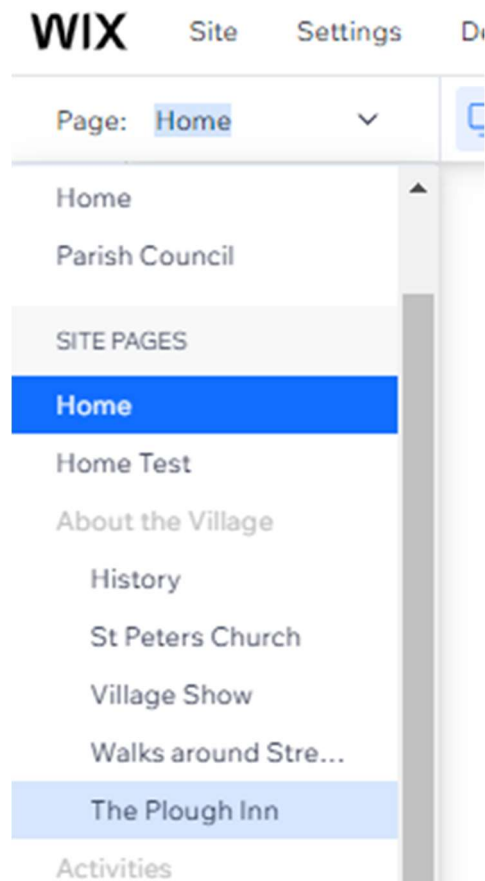 WIX Site Settings
Page: Home
Home
Parish Council
SITE PAGES
Home
Home Test
About the Village
History
St Peters Church
Village Show
Walks around Stre...
The Plough Inn
Activities